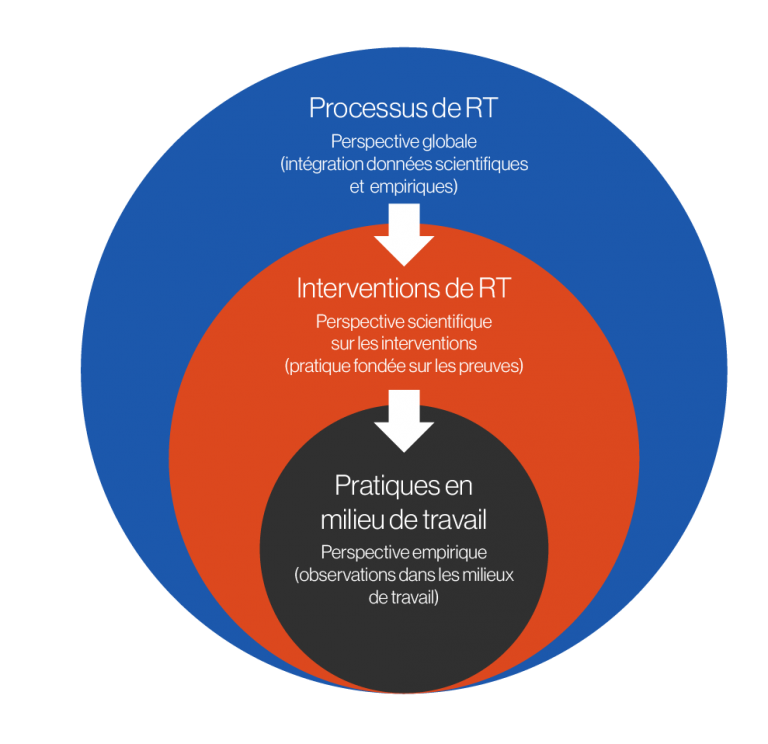 Processus de RT
Perspective globale
(intégration données scientifiques
et empiriques)
Interventions de RT
Perspective scientifique
sur les interventions
(pratique fondée sur les preuves)
Pratiques en
milieu de travail
Perspective empirique
(observations dans les milieux
de travail)